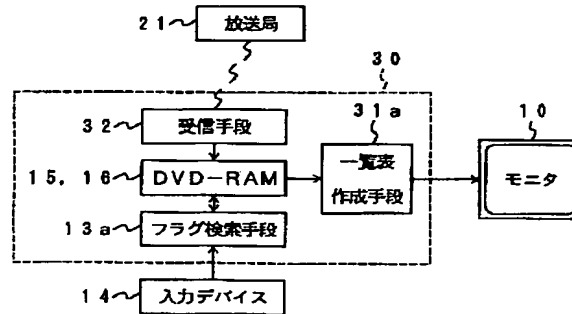 21 放送局
30
32 受信手段
31a
10
一覧表
作成手段
15, 16 DVD-RAM
モニタ
13a フラグ検索手段
14 入力デバイス